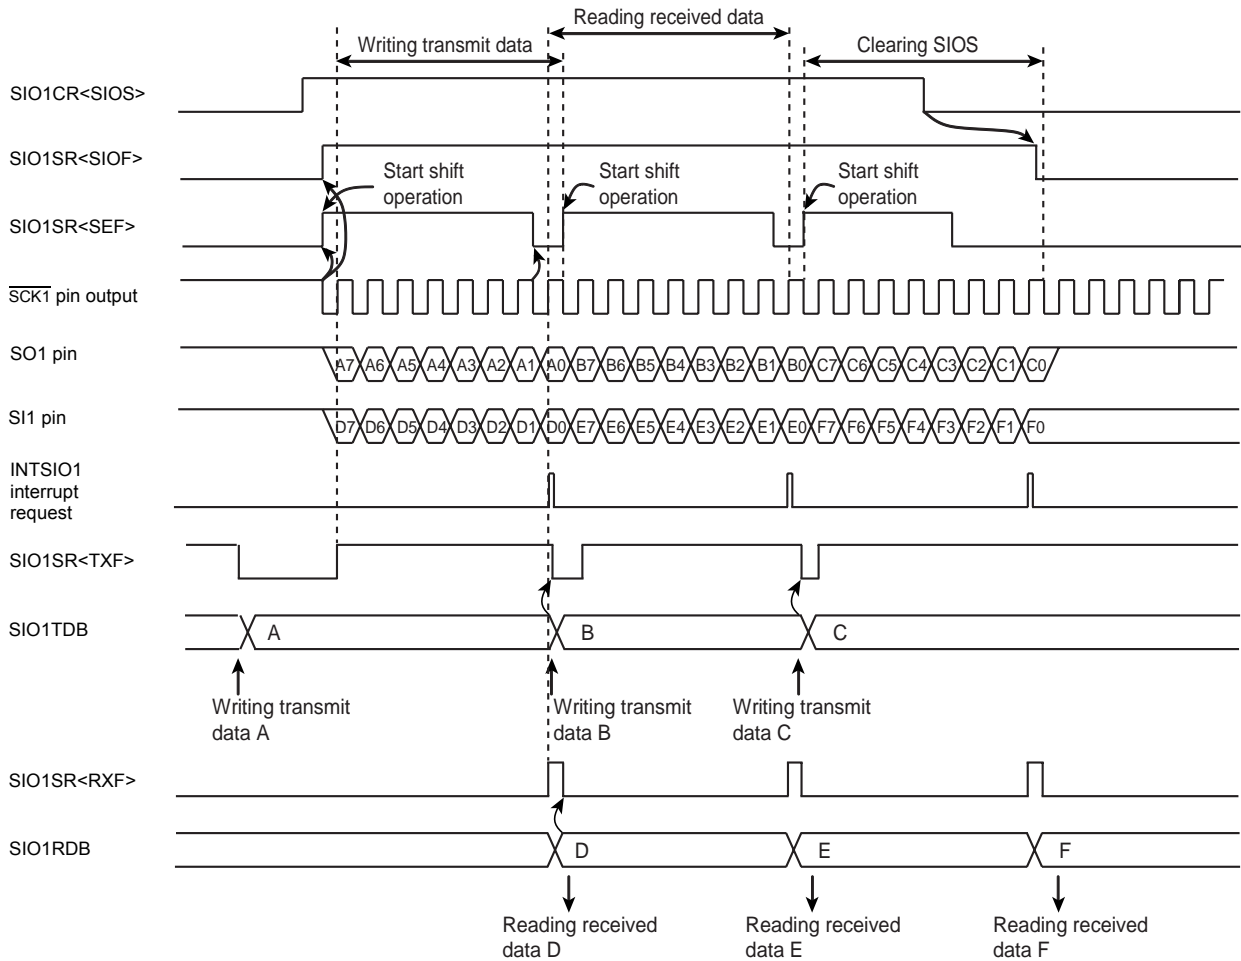 Reading received data
Writing transmit data
Clearing SIOS
SIO1CR<SIOS>
SIO1SR<SIOF>
Start shift
operation
Start shift
operation
Start shift
operation
SIO1SR<SEF>
SCK1 pin output
SO1 pin
A7 A6 A5 A4 A3 A2 A1 A0 B7 B6 B5 B4 B3 B2 B1 B0 C7 C6 C5 C4 C3 C2 C1 C0
SI1 pin
D7 D6 D5 D4 D3 D2 D1 D0 E7 E6 E5 E4 E3 E2 E1 E0 F7 F6 F5 F4 F3 F2 F1 F0
INTSIO1
interrupt
request
SIO1SR<TXF>
SIO1TDB
A B C
Writing transmit
data A
Writing transmit
data B
Writing transmit
data C
SIO1SR<RXF>
SIO1RDB
D E F
Reading received
data D
Reading received
data E
Reading received
data F